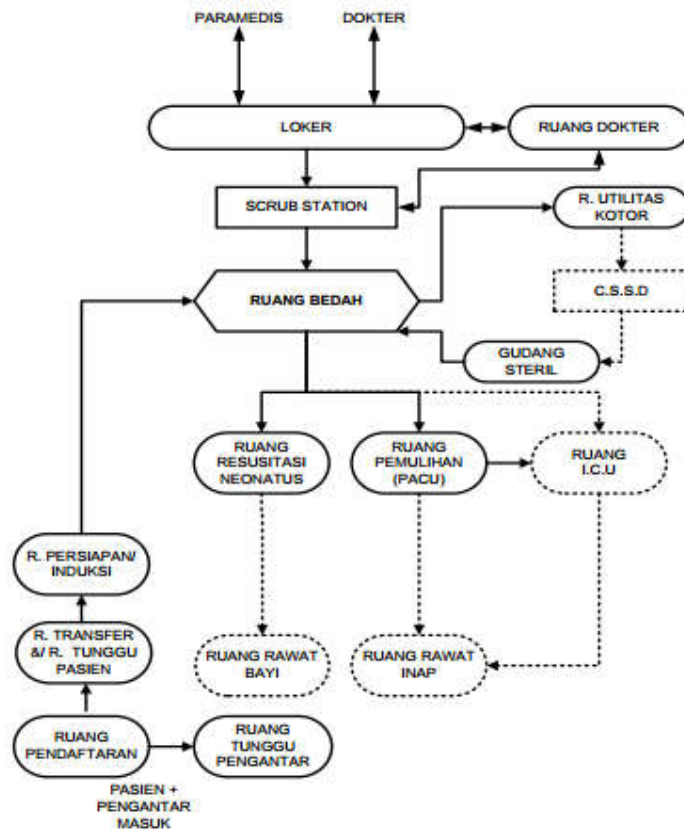 PARAMEDIS
DOKTER
LOKER
RUANG DOKTER
SCRUB STATION
R. UTILITAS
KOTOR
RUANG BEDAH
C.S.S.D
GUDANG
STERIL
RUANG
RESUSITASI
NEONATUS
RUANG
PEMULIHAN
(PACU)
RUANG
I.C.U
R. PERSIAPAN/
INDUKSI
R. TRANSFER
&/ R. TUNGGU
PASIEN
RUANG RAWAT
BAYI
RUANG RAWAT
INAP
RUANG
PENDAFTARAN
RUANG
TUNGGU
PENGANTAR
PASIEN +
PENGANTAR
MASUK